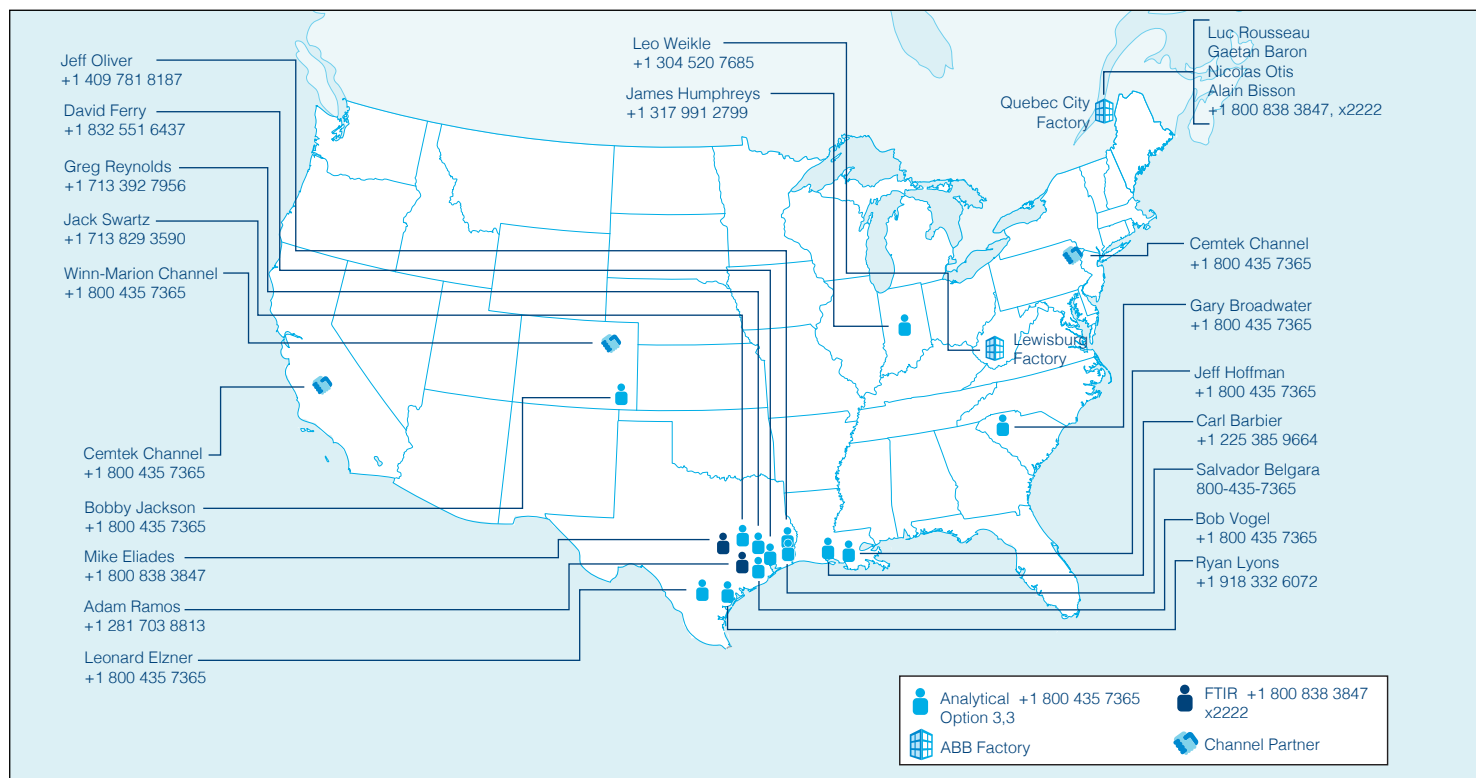 Jeff Oliver
+1 409 781 8187
David Ferry
+1 832 551 6437
Greg Reynolds
+1 713 392 7956
Jack Swartz
+1 713 829 3590
Winn-Marion Channel
+1 800 435 7365
Cemtek Channel
+1 800 435 7365
Bobby Jackson
+1 800 435 7365
Mike Eliades
+1 800 838 3847
Adam Ramos
+1 281 703 8813
Leonard Elzner
+1 800 435 7365
Leo Weikle
+1 304 520 7685
James Humphreys
+1 317 991 2799
Quebec City
Factory
Lewisburg
Factory
Luc Rousseau
Gaetan Baron
Nicolas Otis
Alain Bisson
+1 800 838 3847, x2222
Cemtek Channel
+1 800 435 7365
Gary Broadwater
+1 800 435 7365
Jeff Hoffman
+1 800 435 7365
Carl Barbier
+1 225 385 9664
Salvador Belgara
800-435-7365
Bob Vogel
+1 800 435 7365
Ryan Lyons
+1 918 332 6072
Analytical +1 800 435 7365
Option 3,3
FTIR +1 800 838 3847
x2222
ABB Factory
Channel Partner